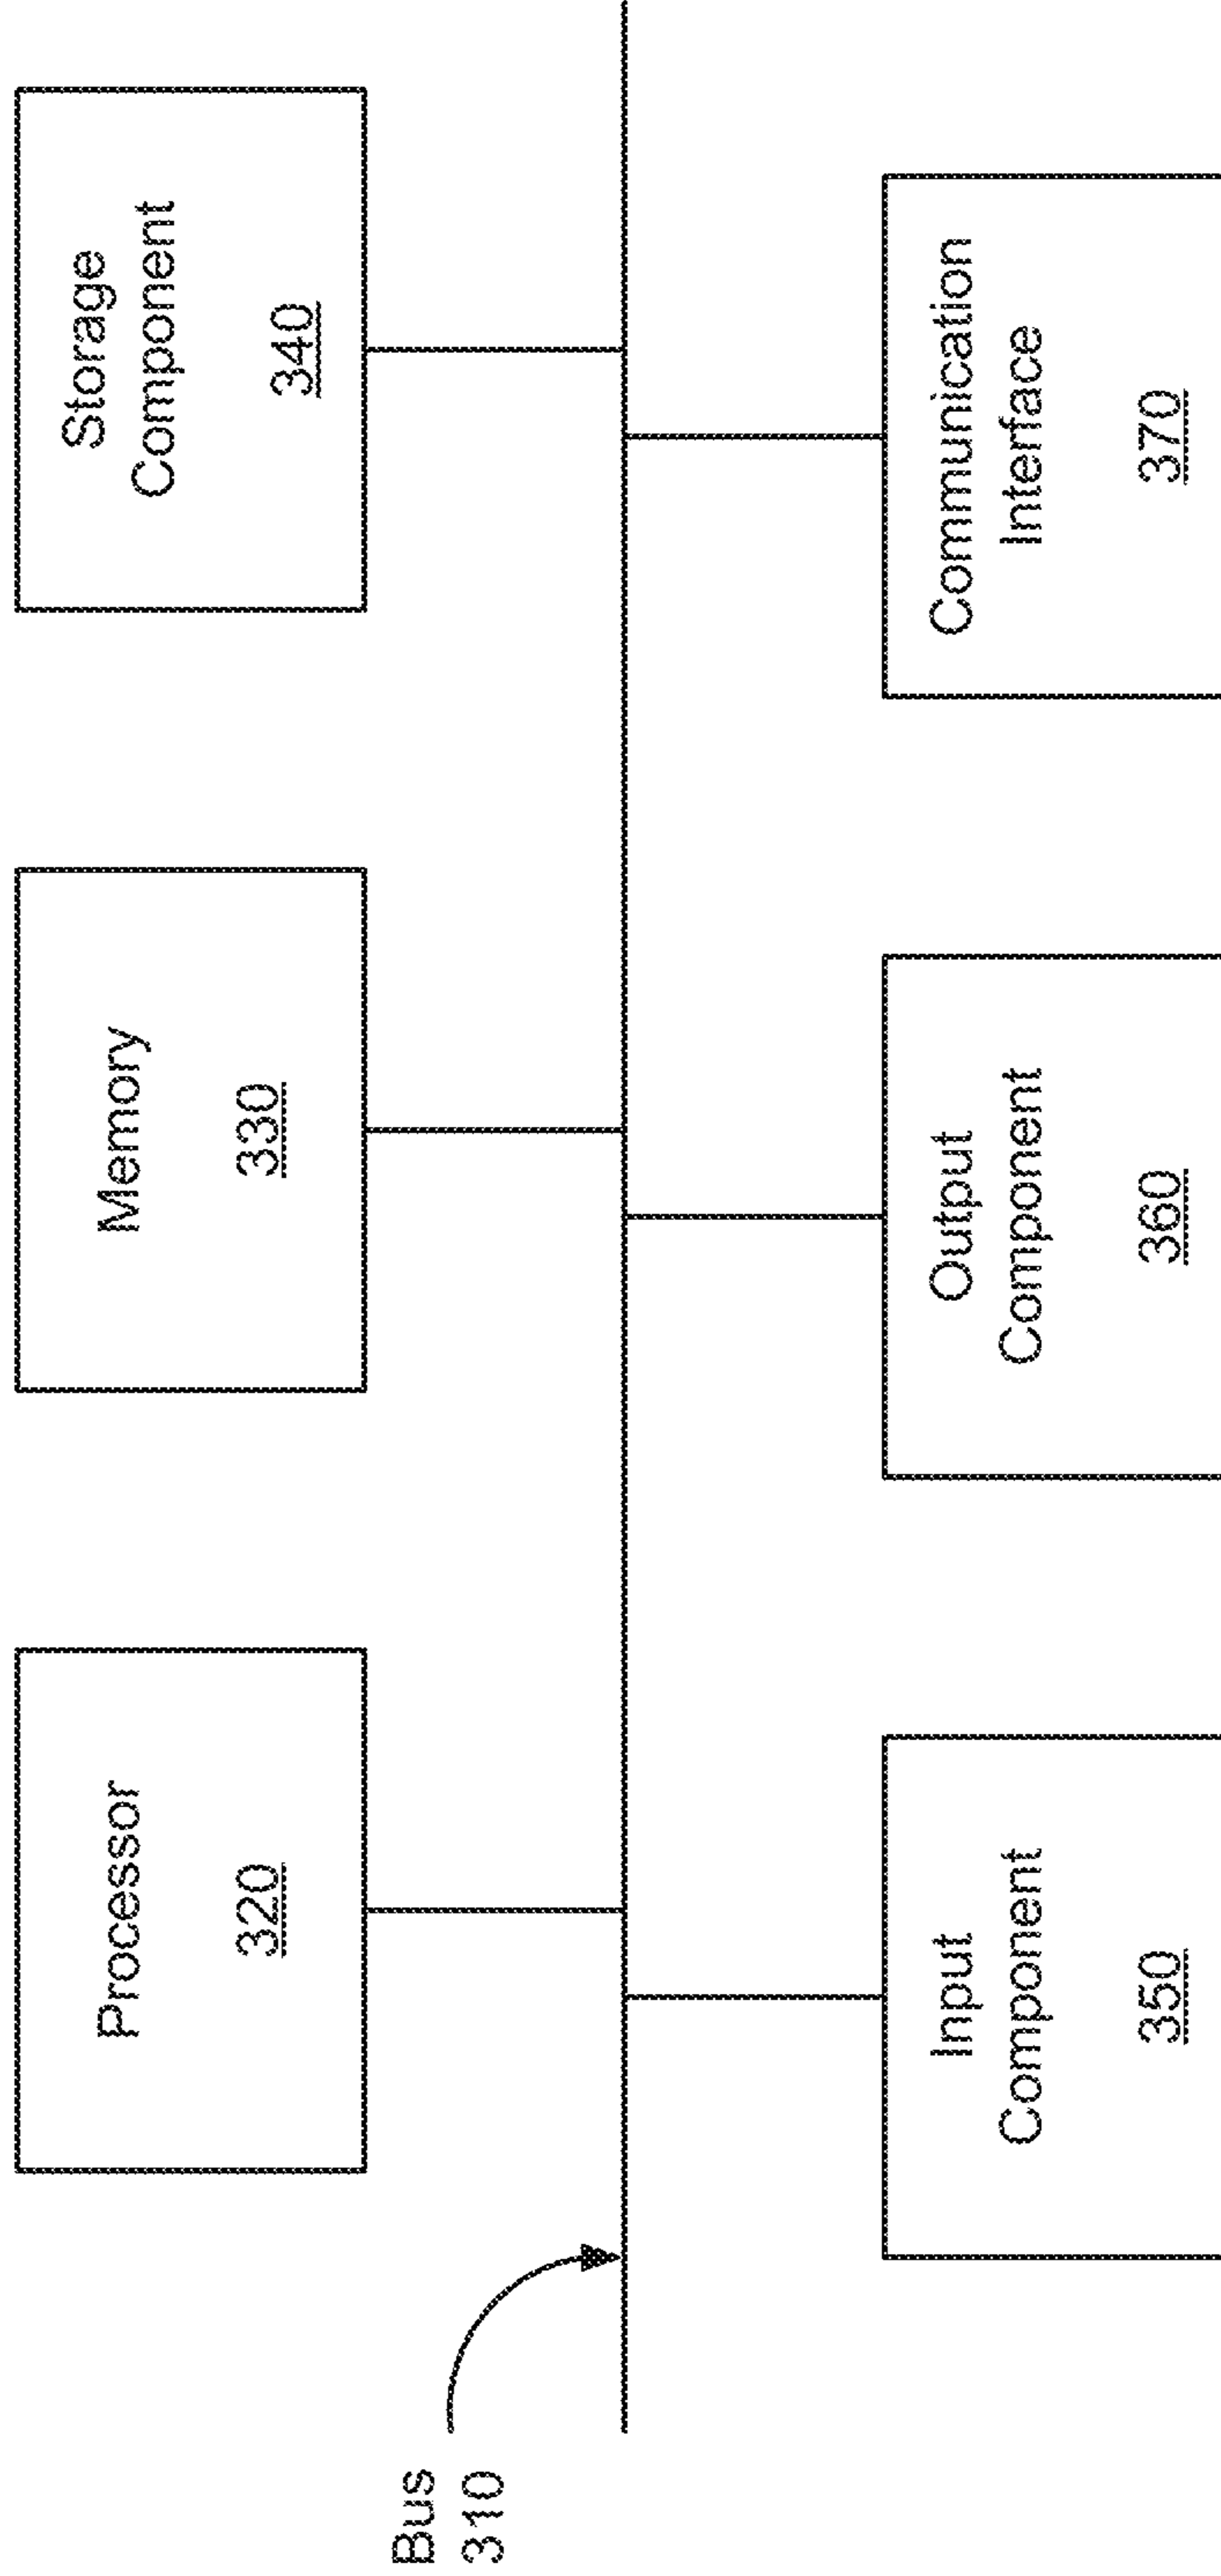 Processor
320
Memory
330
Storage
Component
340
Bus
310
Input
Component
350
Output
Component
360
Communication
Interface
370